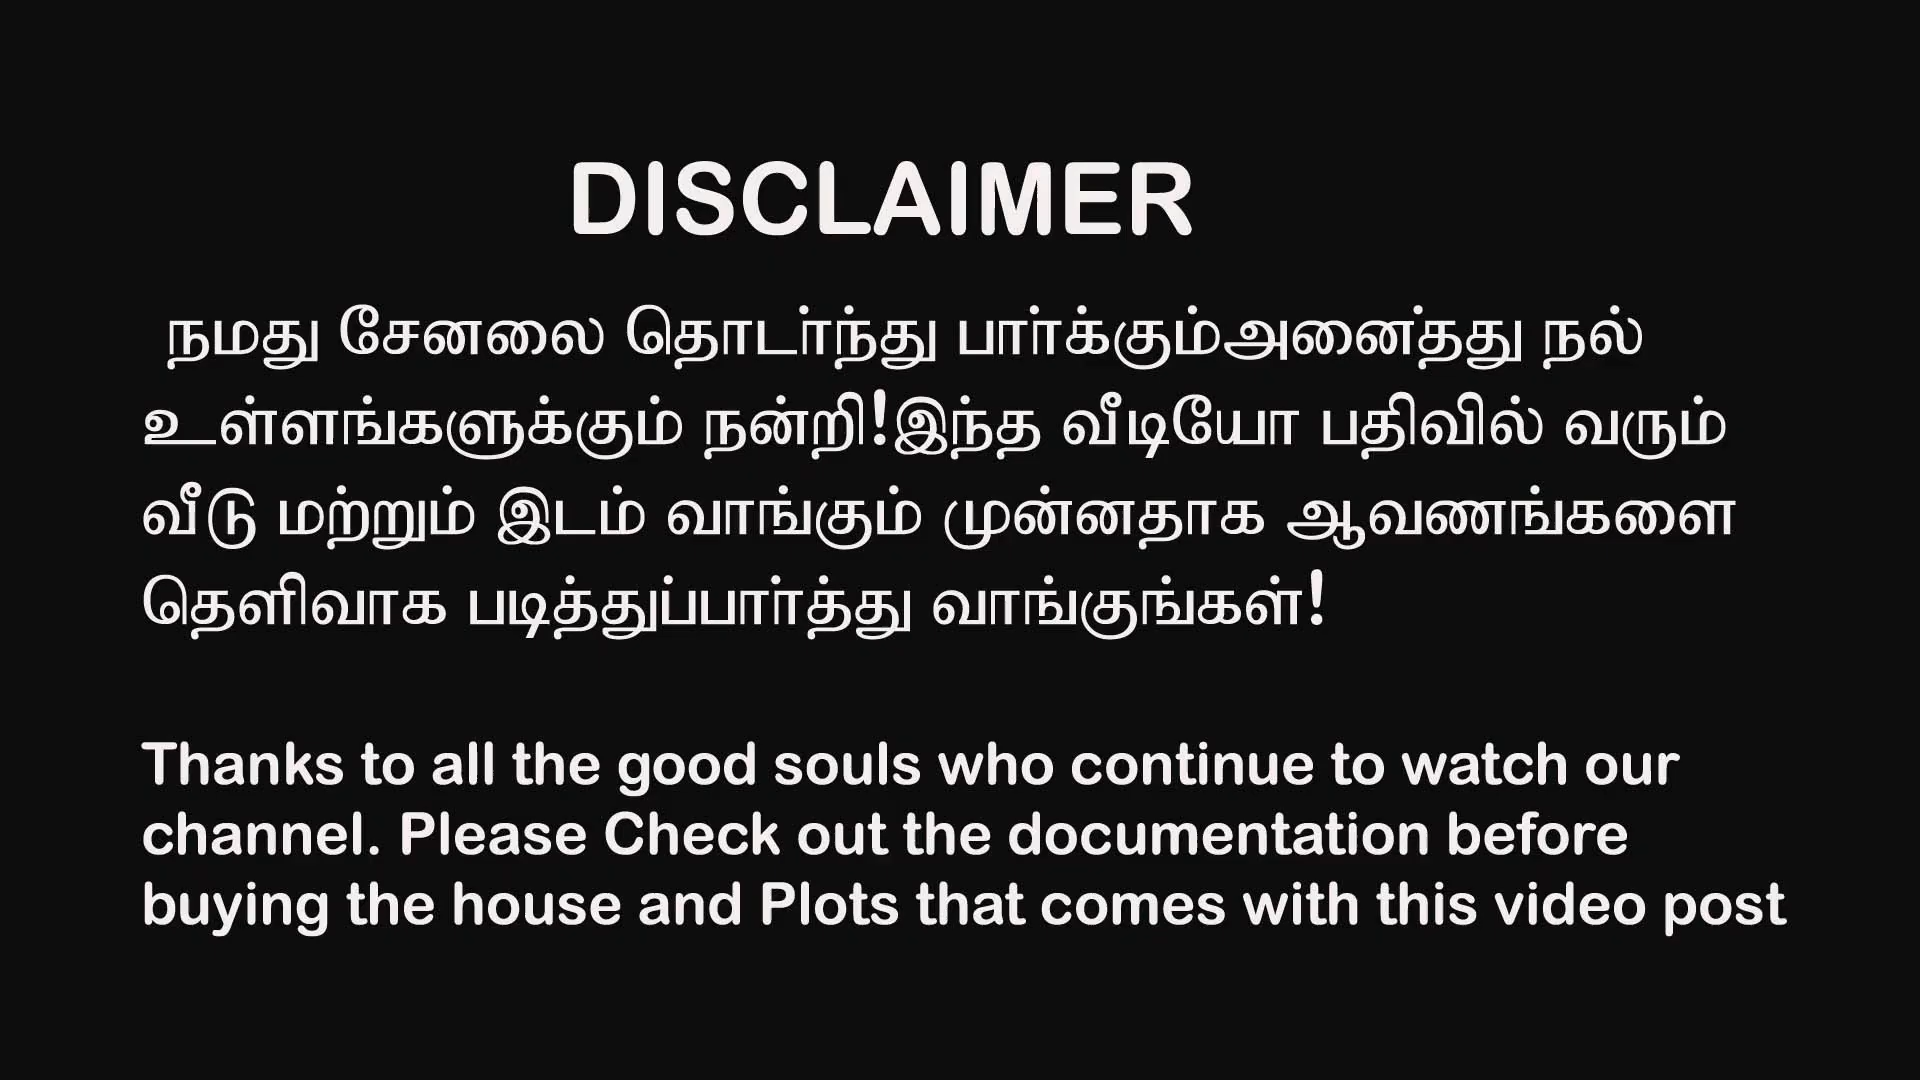 DISCLAIMER
நமது சேனலை தொடர்ந்து பார்க்கும்அனைத்து நல்
உள்ளங்களுக்கும் நன்றி!இந்த வீடியோ பதிவில் வரும்
வீடு மற்றும் இடம் வாங்கும் முன்னதாக ஆவணங்களை
தெளிவாக படித்துப்பார்த்து வாங்குங்கள்!
Thanks to all the good souls who continue to watch our
channel. Please Check out the documentation before
buying the house and Plots that comes with this video post